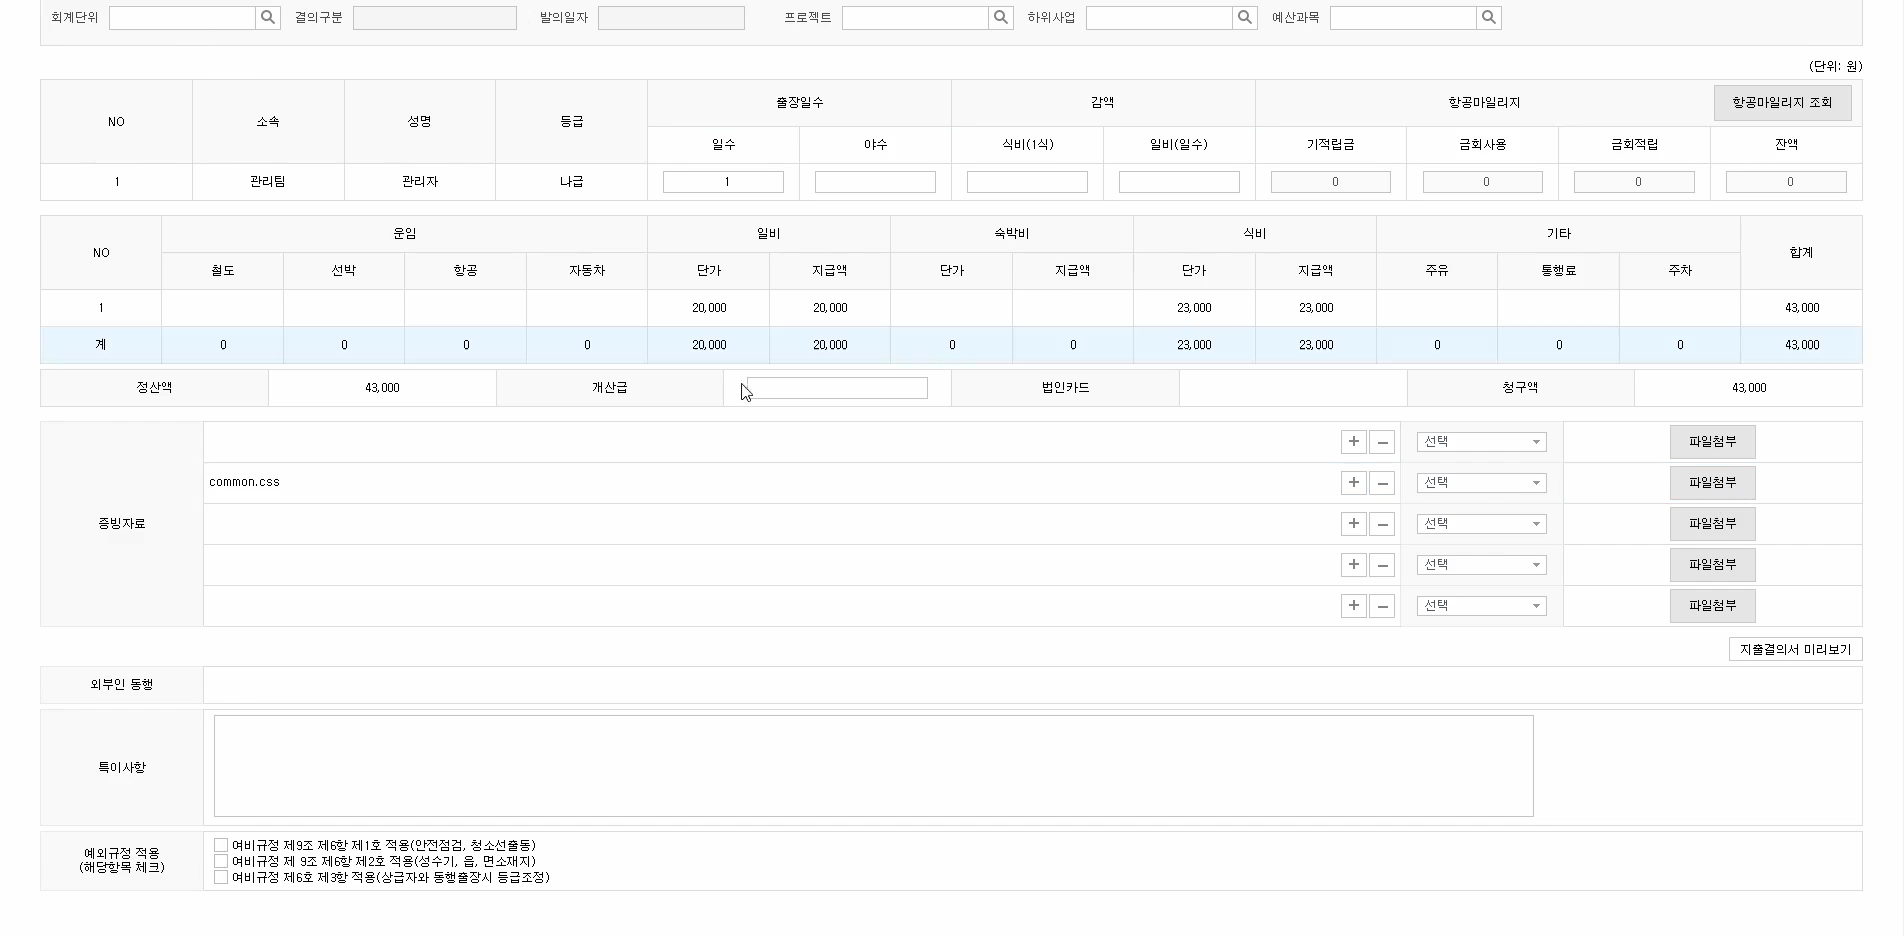 회계단위 결의구분 발의일자 프로젝트 하위사업 예산과목
(단위: 원)
NO 소속 성명 등급 출장일수 감액 항공마일리지 항공마일리지 조회
일수 야수 식비(1식) 일비(일수) 기적립금 금회사용 금회적립 잔액
1 관리팀 관리자 나급 1 0 0 0 0
NO 운임 일비 숙박비 식비 기타 합계
철도 선박 항공 자동차 단가 지급액 단가 지급액 단가 지급액 주유 통행료 주차
1 20,000 20,000 23,000 23,000 43,000
계 0 0 0 0 20,000 20,000 0 0 23,000 23,000 0 0 0 43,000
정산액 43,000 개산급 법인카드 청구액 43,000
증빙자료
+ − 선택 파일첨부
common.css + − 선택 파일첨부
+ − 선택 파일첨부
+ − 선택 파일첨부
+ − 선택 파일첨부
지출결의서 미리보기
외부인 동행
특이사항
예외규정 적용
(해당항목 체크)
여비규정 제9조 제6항 제1호 적용(안전점검, 청소선출동)
여비규정 제 9조 제6항 제2호 적용(성수기, 읍, 면소재지)
여비규정 제6호 제3항 적용(상급자와 동행출장시 등급조정)